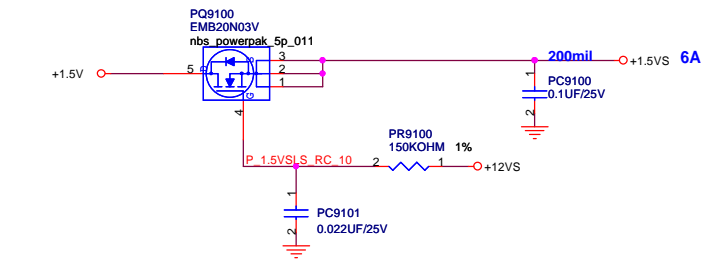 PQ9100
EMB20N03V
nbs_powerpak_5p_011
+1.5V
5
D
S
G
3
2
1
4
200mil
+1.5VS
6A
1
PC9100
0.1UF/25V
2
PR9100
150KOHM 1%
P_1.5VSLS_RC_10
2
1
+12VS
1
PC9101
0.022UF/25V
2